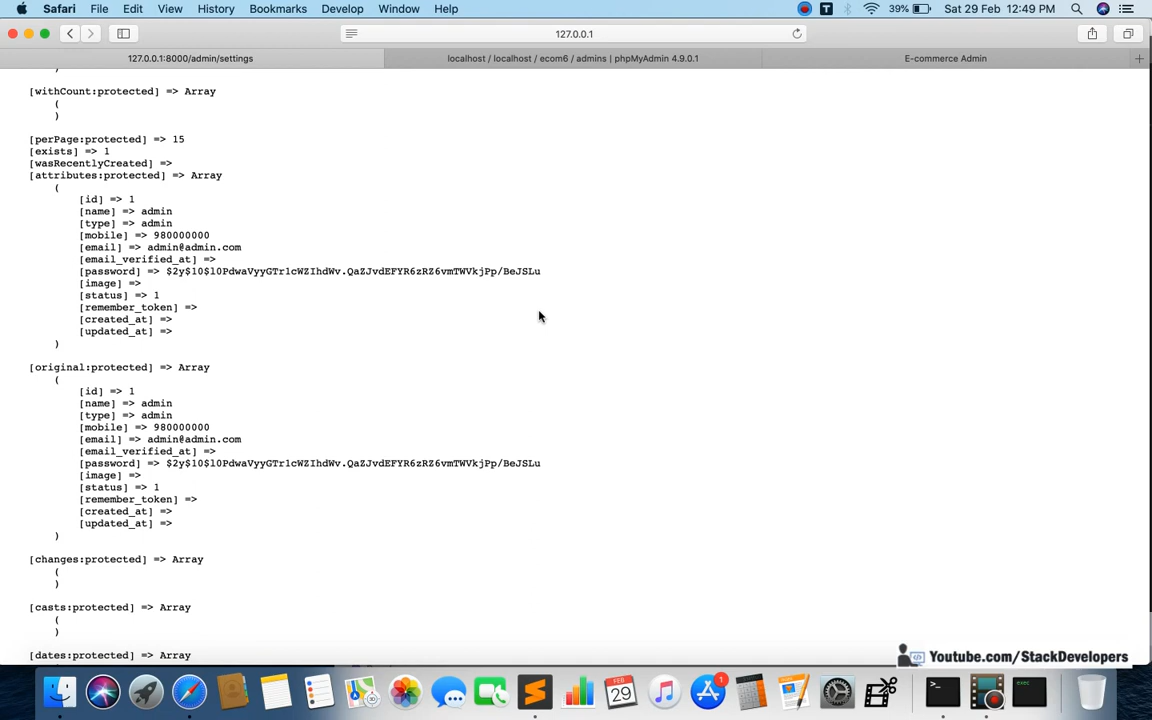 Safari File Edit View History Bookmarks Develop Window Help 39% Sat 29 Feb 12:49 PM
127.0.0.1
127.0.0.1:8000/admin/settings localhost / localhost / ecom6 / admins | phpMyAdmin 4.9.0.1 E-commerce Admin
)
[withCount:protected] => Array
(
)
[perPage:protected] => 15
[exists] => 1
[wasRecentlyCreated] =>
[attributes:protected] => Array
(
[id] => 1
[name] => admin
[type] => admin
[mobile] => 980000000
[email] => admin@admin.com
[email_verified_at] =>
[password] => $2y$10$l0PdwaVyyGTr1cWZIhdWv.QaZJvdEFYR6zRZ6vmTWVkjPp/BeJSLu
[image] =>
[status] => 1
[remember_token] =>
[created_at] =>
[updated_at] =>
)
[original:protected] => Array
(
[id] => 1
[name] => admin
[type] => admin
[mobile] => 980000000
[email] => admin@admin.com
[email_verified_at] =>
[password] => $2y$10$l0PdwaVyyGTr1cWZIhdWv.QaZJvdEFYR6zRZ6vmTWVkjPp/BeJSLu
[image] =>
[status] => 1
[remember_token] =>
[created_at] =>
[updated_at] =>
)
[changes:protected] => Array
(
)
[casts:protected] => Array
(
)
[dates:protected] => Array
Youtube.com/StackDevelopers